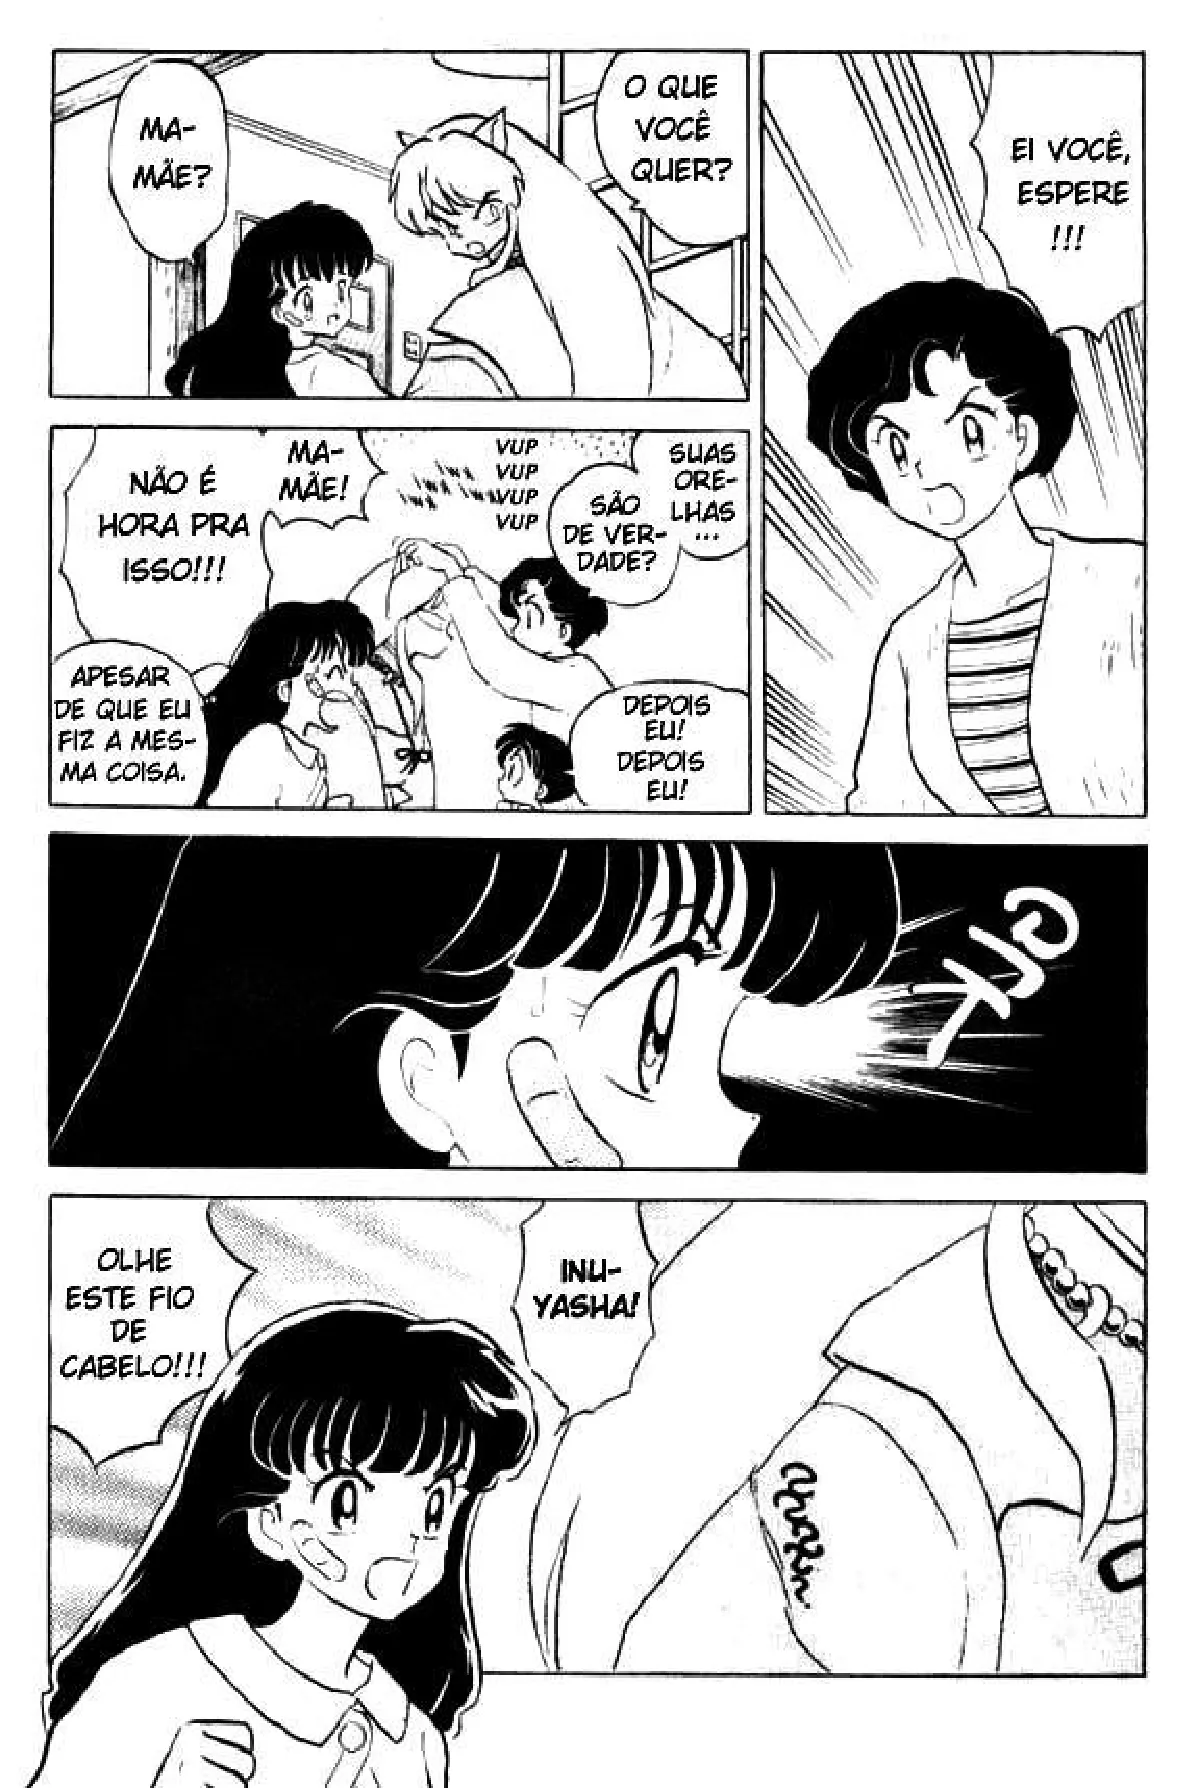 EI VOCÊ,
ESPERE
!!!
O QUE
VOCÊ
QUER?
MA-
MÃE?
SUAS
ORE-
LHAS
...
SÃO
DE VER-
DADE?
VUP
VUP
VUP
VUP
MA-
MÃE!
NÃO É
HORA PRA
ISSO!!!
DEPOIS
EU!
DEPOIS
EU!
APESAR
DE QUE EU
FIZ A MES-
MA COISA.
INU-
YASHA!
OLHE
ESTE FIO
DE
CABELO!!!